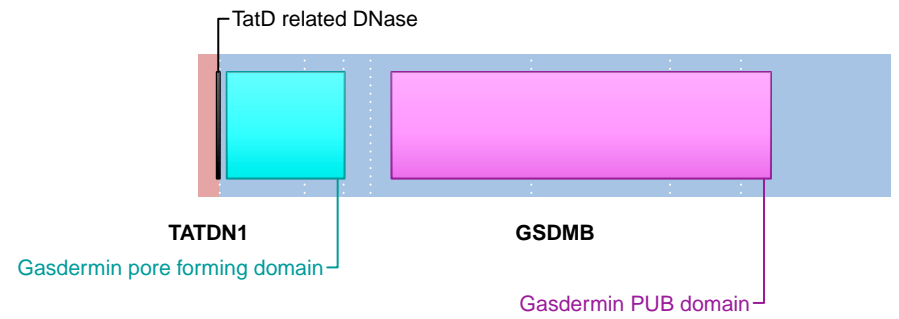 TatD related DNase
TATDN1 GSDMB
Gasdermin pore forming domain
Gasdermin PUB domain